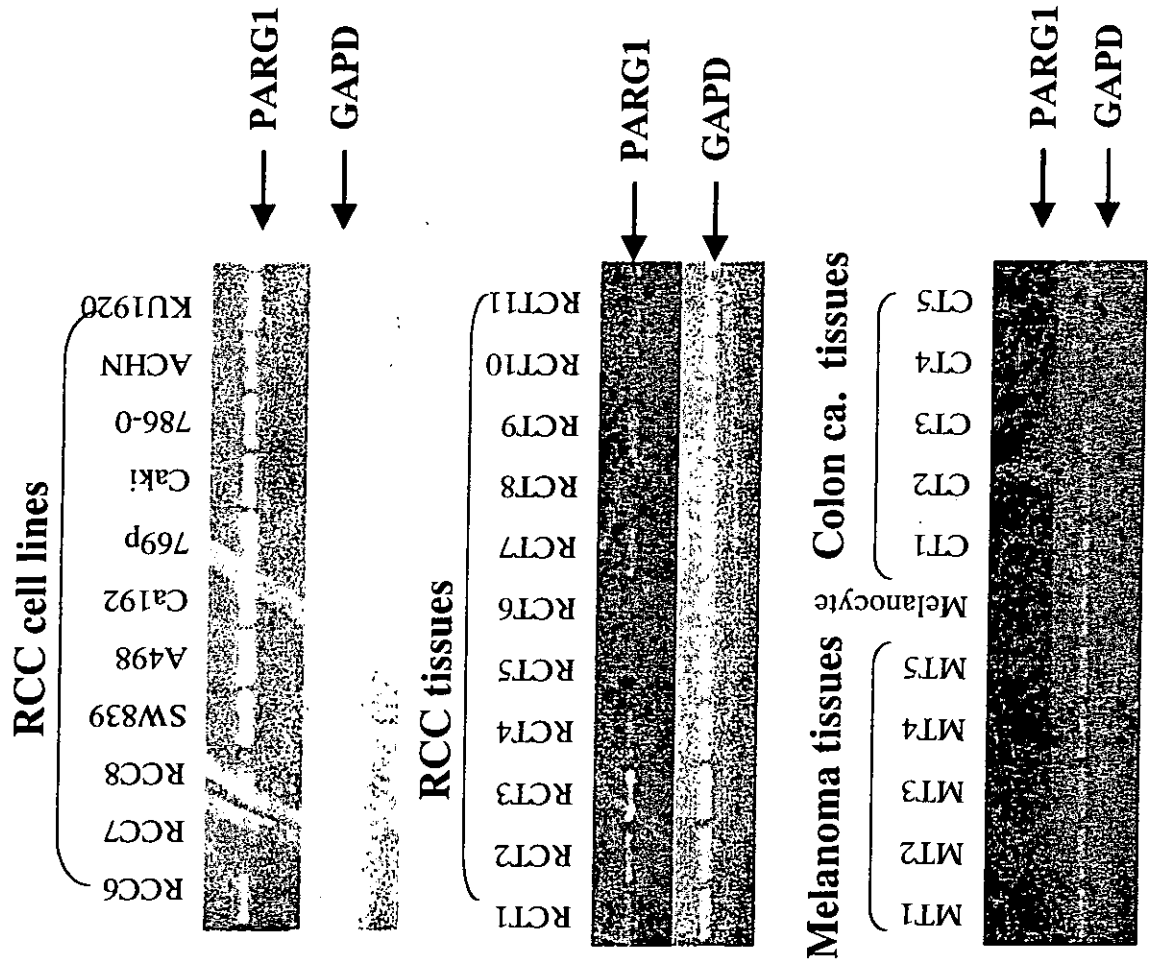 RCC cell lines
RCC6 RCC7 RCC8 SW839 A498 Ca192 769p Caki 786-0 ACHN KU1920
PARG1
GAPD
RCC tissues
RCT1 RCT2 RCT3 RCT4 RCT5 RCT6 RCT7 RCT8 RCT9 RCT10 RCT11
PARG1
GAPD
Melanoma tissues Colon ca. tissues
MT1 MT2 MT3 MT4 MT5 Melanocyte CT1 CT2 CT3 CT4 CT5
PARG1
GAPD